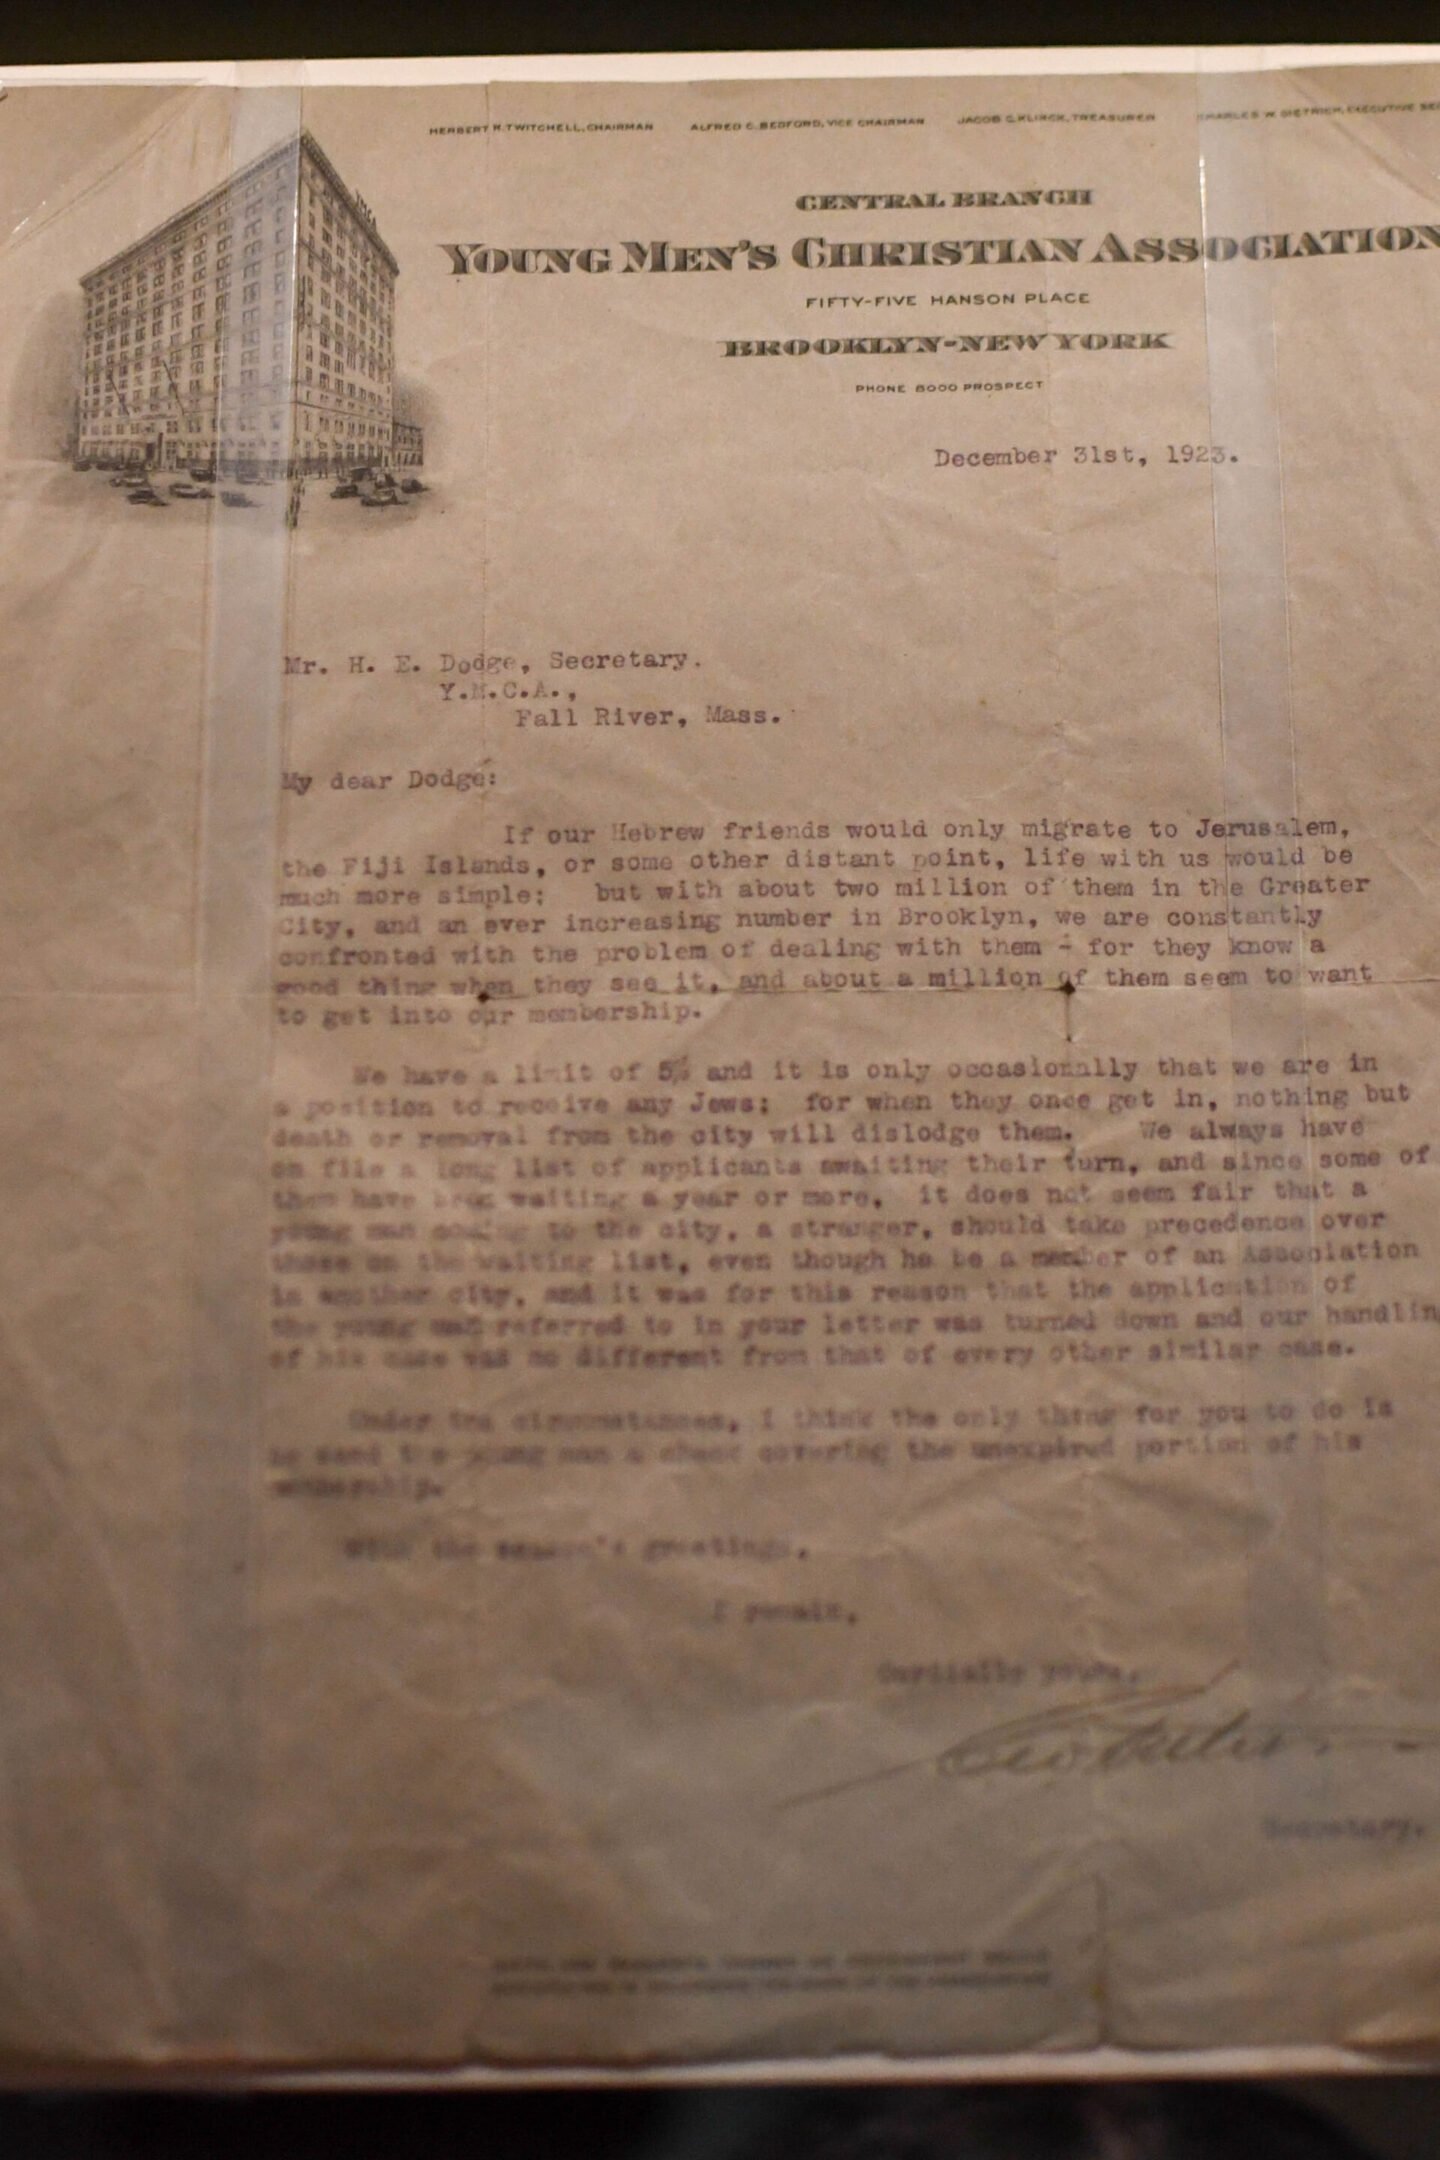 HERBERT K. TWITCHELL, CHAIRMAN ALFRED C. BEDFORD, VICE CHAIRMAN JACOB C. KLINCK, TREASURER CHARLES W. DIETRICH, EXECUTIVE
CENTRAL BRANCH
YOUNG MEN'S CHRISTIAN ASSOCIATION
FIFTY-FIVE HANSON PLACE
BROOKLYN-NEW YORK
PHONE 8000 PROSPECT
December 31st, 1923.
Mr. H. E. Dodge, Secretary.
Y.M.C.A.,
Fall River, Mass.
My dear Dodge:
If our Hebrew friends would only migrate to Jerusalem,
the Fiji Islands, or some other distant point, life with us would be
much more simple; but with about two million of them in the Greater
City, and an ever increasing number in Brooklyn, we are constantly
confronted with the problem of dealing with them - for they know a
good thing when they see it, and about a million of them seem to want
to get into our membership.
We have a limit of 5% and it is only occasionally that we are in
a position to receive any Jews; for when they once get in, nothing but
death or removal from the city will dislodge them. We always have
on file a long list of applicants awaiting their turn, and since some of
them have been waiting a year or more, it does not seem fair that a
young man coming to the city, a stranger, should take precedence over
those on the waiting list, even though he be a member of an Association
in another city, and it was for this reason that the application of
the young man referred to in your letter was turned down and our handling
of his case was no different from that of every other similar case.
Under the circumstances, I think the only thing for you to do is
to send the young man a check covering the unexpired portion of his
membership.
With the season's greetings,
I remain,
Cordially yours,
Secretary.